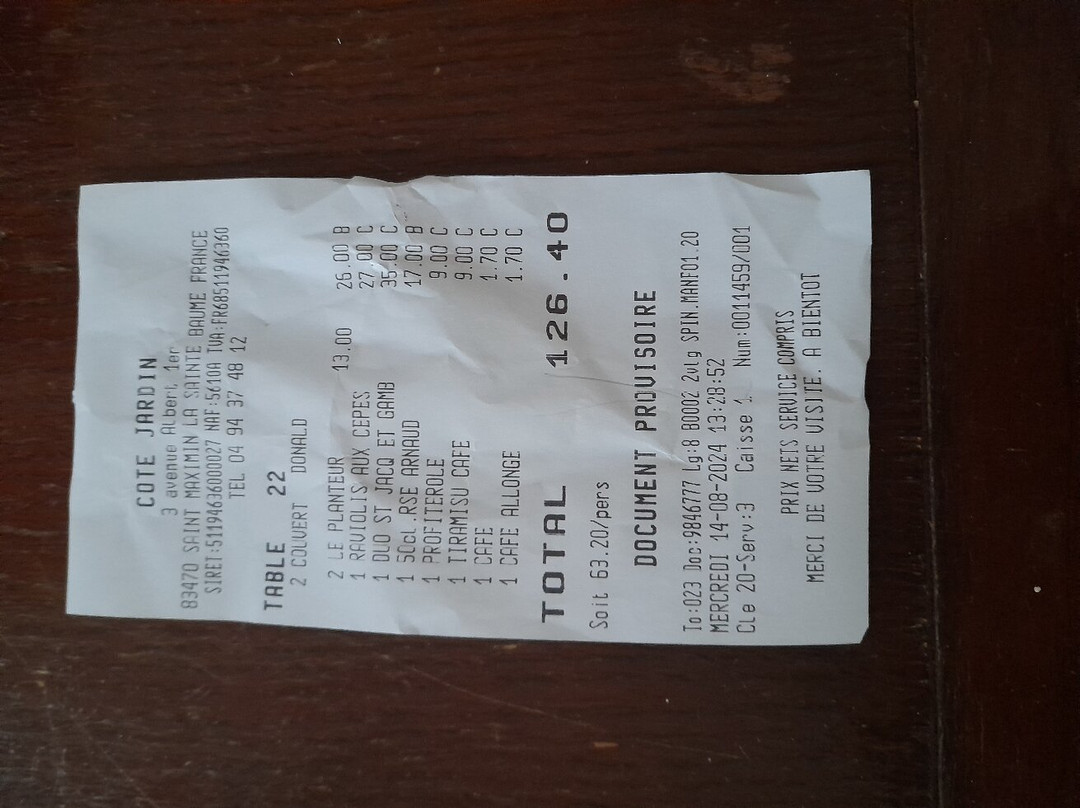 COTE JARDIN
3 avenue Albert, 1er
83470 SAINT MAXIMIN LA SAINTE BAUME FRANCE
SIRET:51194636000027 NAF:5610A TVA:FR68511946360
TEL 04 94 37 48 12
TABLE 22
2 COUVERT DONALD
2 LE PLANTEUR 13.00 26.00 B
1 RAVIOLIS AUX CEPES 27.00 C
1 DUO ST JACQ ET GAMB 35.00 C
1 50cl.RSE ARNAUD 17.00 B
1 PROFITEROLE 9.00 C
1 TIRAMISU CAFE 9.00 C
1 CAFE 1.70 C
1 CAFE ALLONGE 1.70 C
TOTAL 126.40
Soit 63.20/pers
DOCUMENT PROVISOIRE
Io:023 Doc:9846777 Lg:8 B0002 2vlg SPIN.MANF01.20
MERCREDI 14-08-2024 13:28:52
Cle 20-Serv:3 Caisse 1 Num:0011459/001
PRIX NETS SERVICE COMPRIS
MERCI DE VOTRE VISITE. A BIENTOT